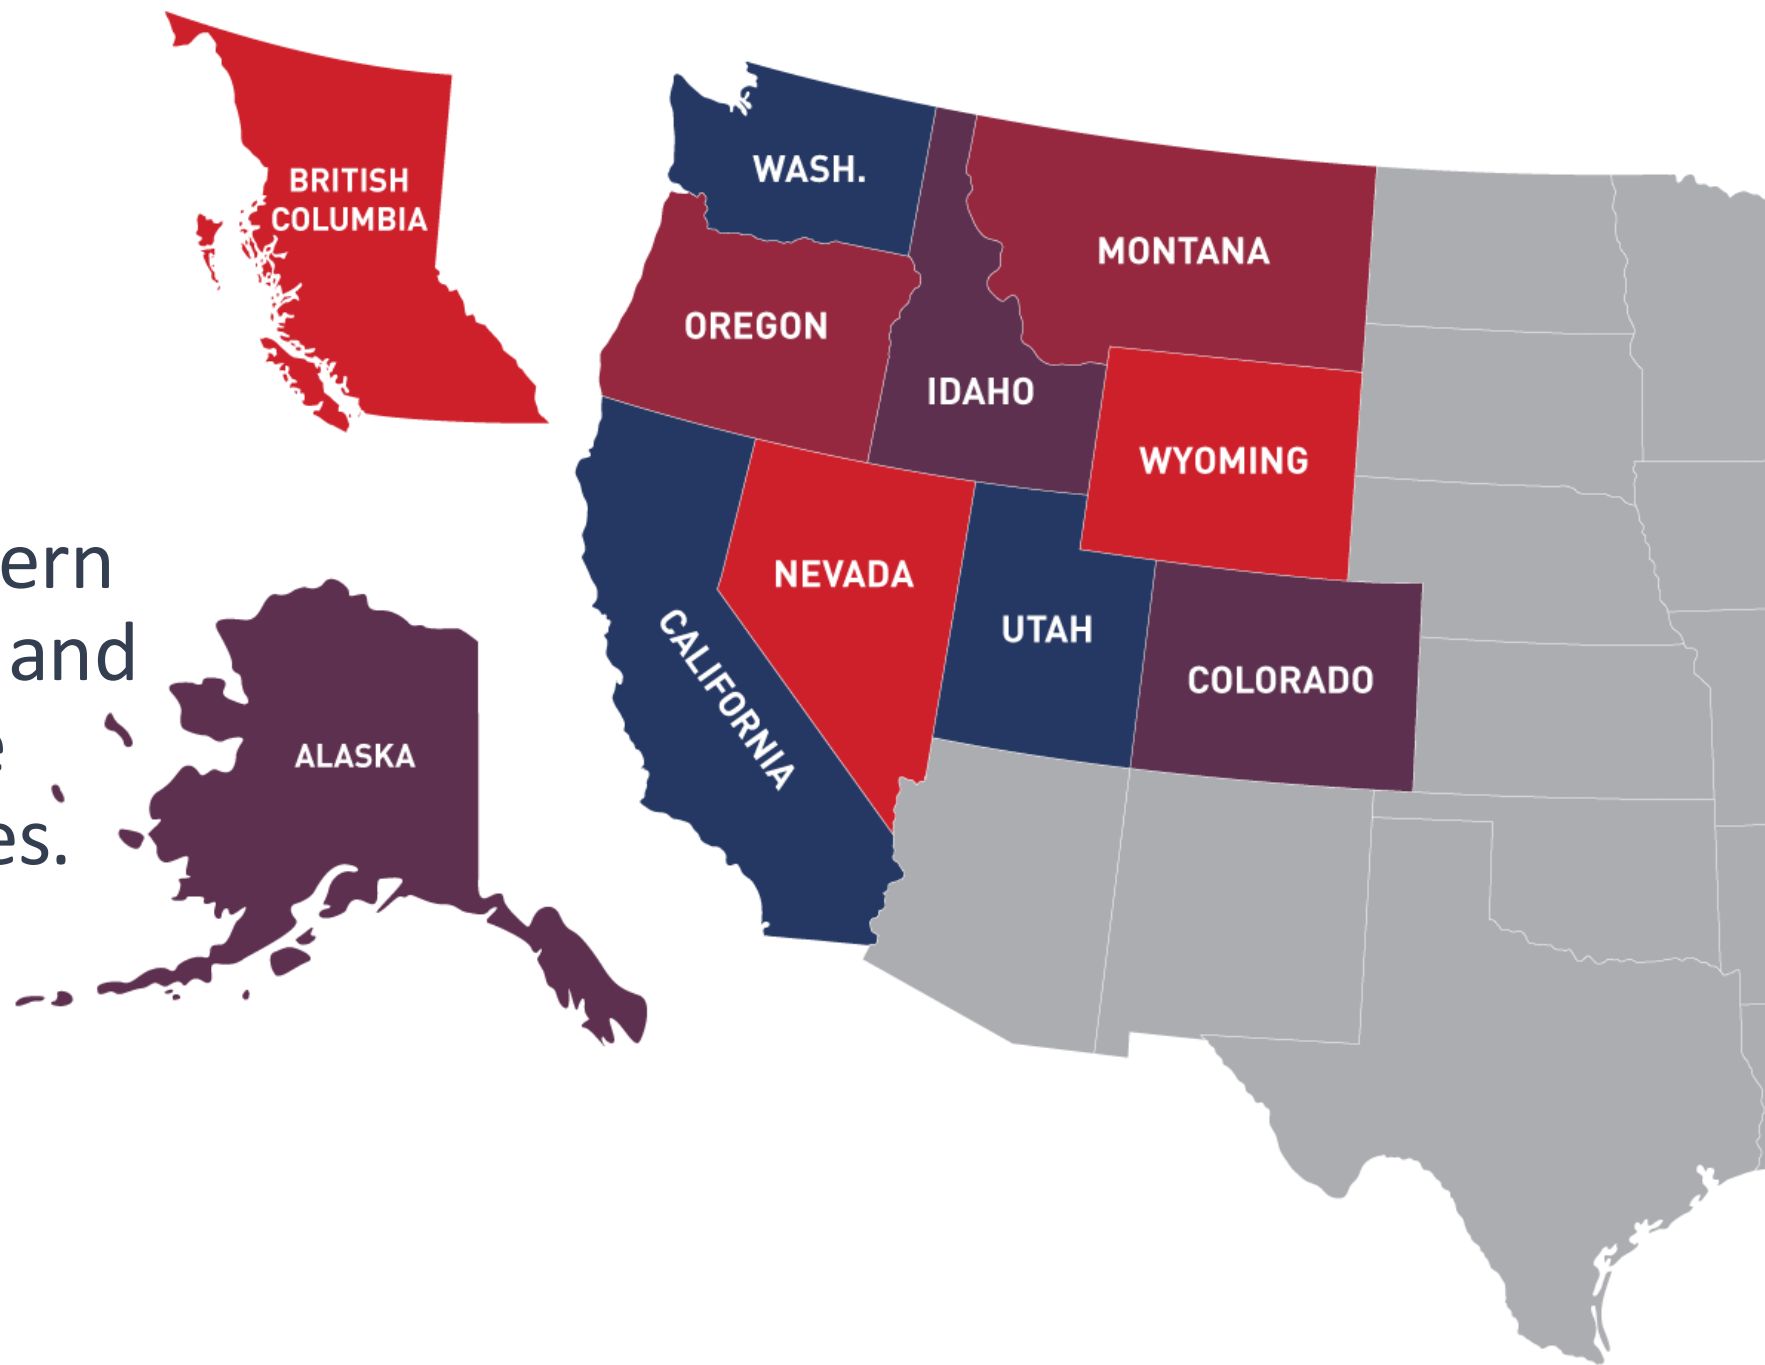 BRITISH
COLUMBIA
WASH.
MONTANA
OREGON
IDAHO
WYOMING
NEVADA
UTAH
COLORADO
CALIFORNIA
ALASKA
ern
and
es.